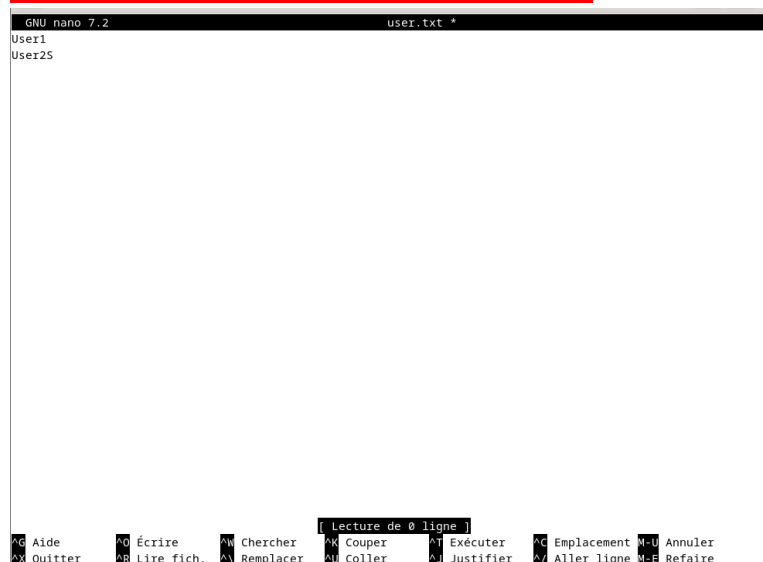 GNU nano 7.2 user.txt *
User1
User2S
[ Lecture de 0 ligne ]
^G Aide ^O Écrire ^W Chercher ^K Couper ^T Exécuter ^C Emplacement M-U Annuler
^X Quitter ^R Lire fich. ^\ Remplacer ^U Coller ^J Justifier ^/ Aller ligne M-E Refaire